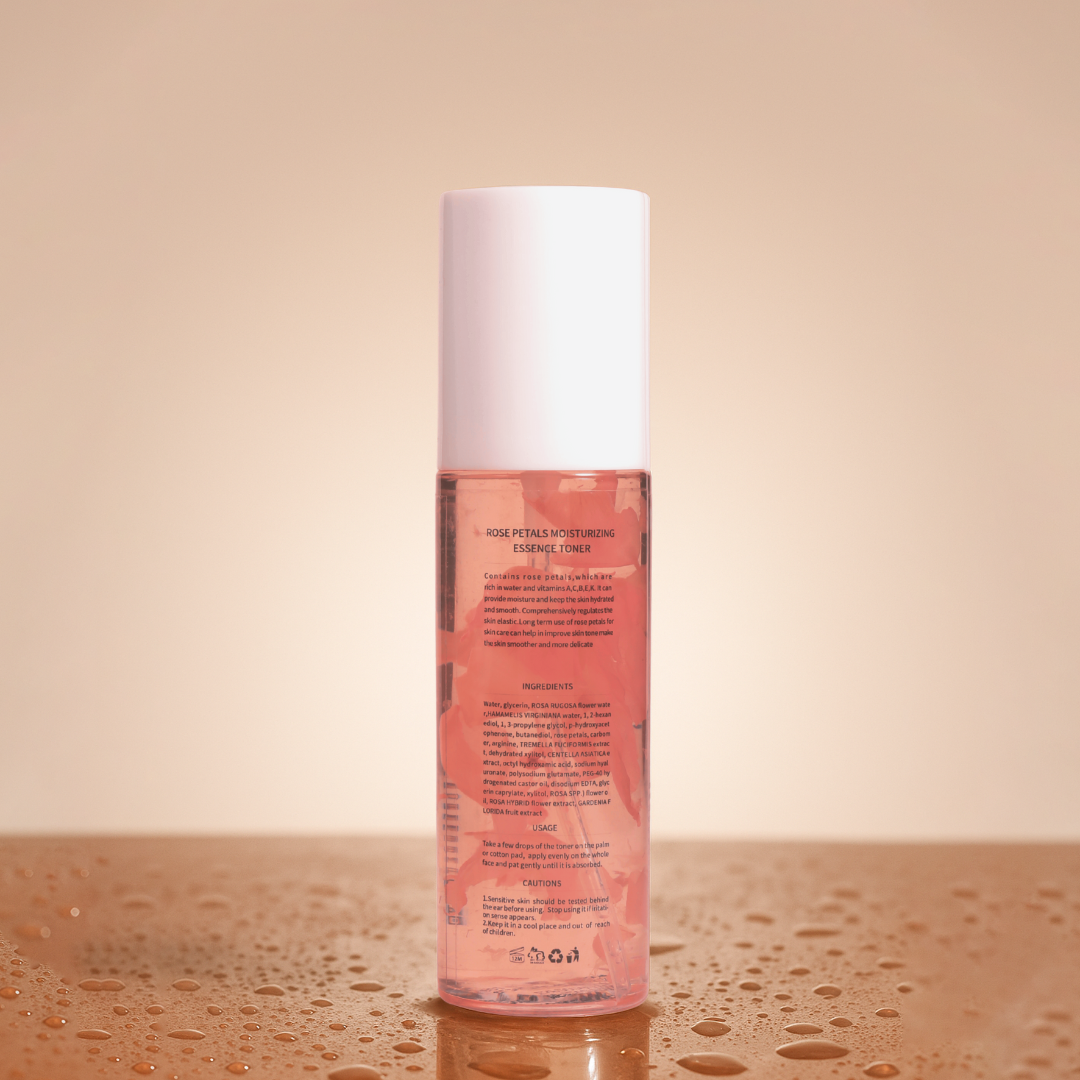 ROSE PETALS MOISTURIZING
ESSENCE TONER
Contains rose petals,which are
rich in water and vitamins A,C,B,E,K. It can
provide moisture and keep the skin hydrated
and smooth. Comprehensively regulates the
skin elastic.Long term use of rose petals for
skin care can help in improve skin tone make
the skin smoother and more delicate
INGREDIENTS
Water, glycerin, ROSA RUGOSA flower wate
r,HAMAMELIS VIRGINIANA water, 1, 2-hexan
ediol, 1, 3-propylene glycol, p-hydroxyacet
ophenone, butanediol, rose petals, carbom
er, arginine, TREMELLA FUCIFORMIS extrac
t, dehydrated xylitol, CENTELLA ASIATICA e
xtract, octyl hydroxamic acid, sodium hyal
uronate, polysodium glutamate, PEG-40 hy
drogenated castor oil, disodium EDTA, glyc
erin caprylate, xylitol, ROSA SPP.) flower o
il, ROSA HYBRID flower extract, GARDENIA F
LORIDA fruit extract
USAGE
Take a few drops of the toner on the palm
or cotton pad, apply evenly on the whole
face and pat gently until it is absorbed.
CAUTIONS
1.Sensitive skin should be tested behind
the ear before using. Stop using it if irritati-
on sense appears.
2.Keep it in a cool place and out of reach
of children.
12M